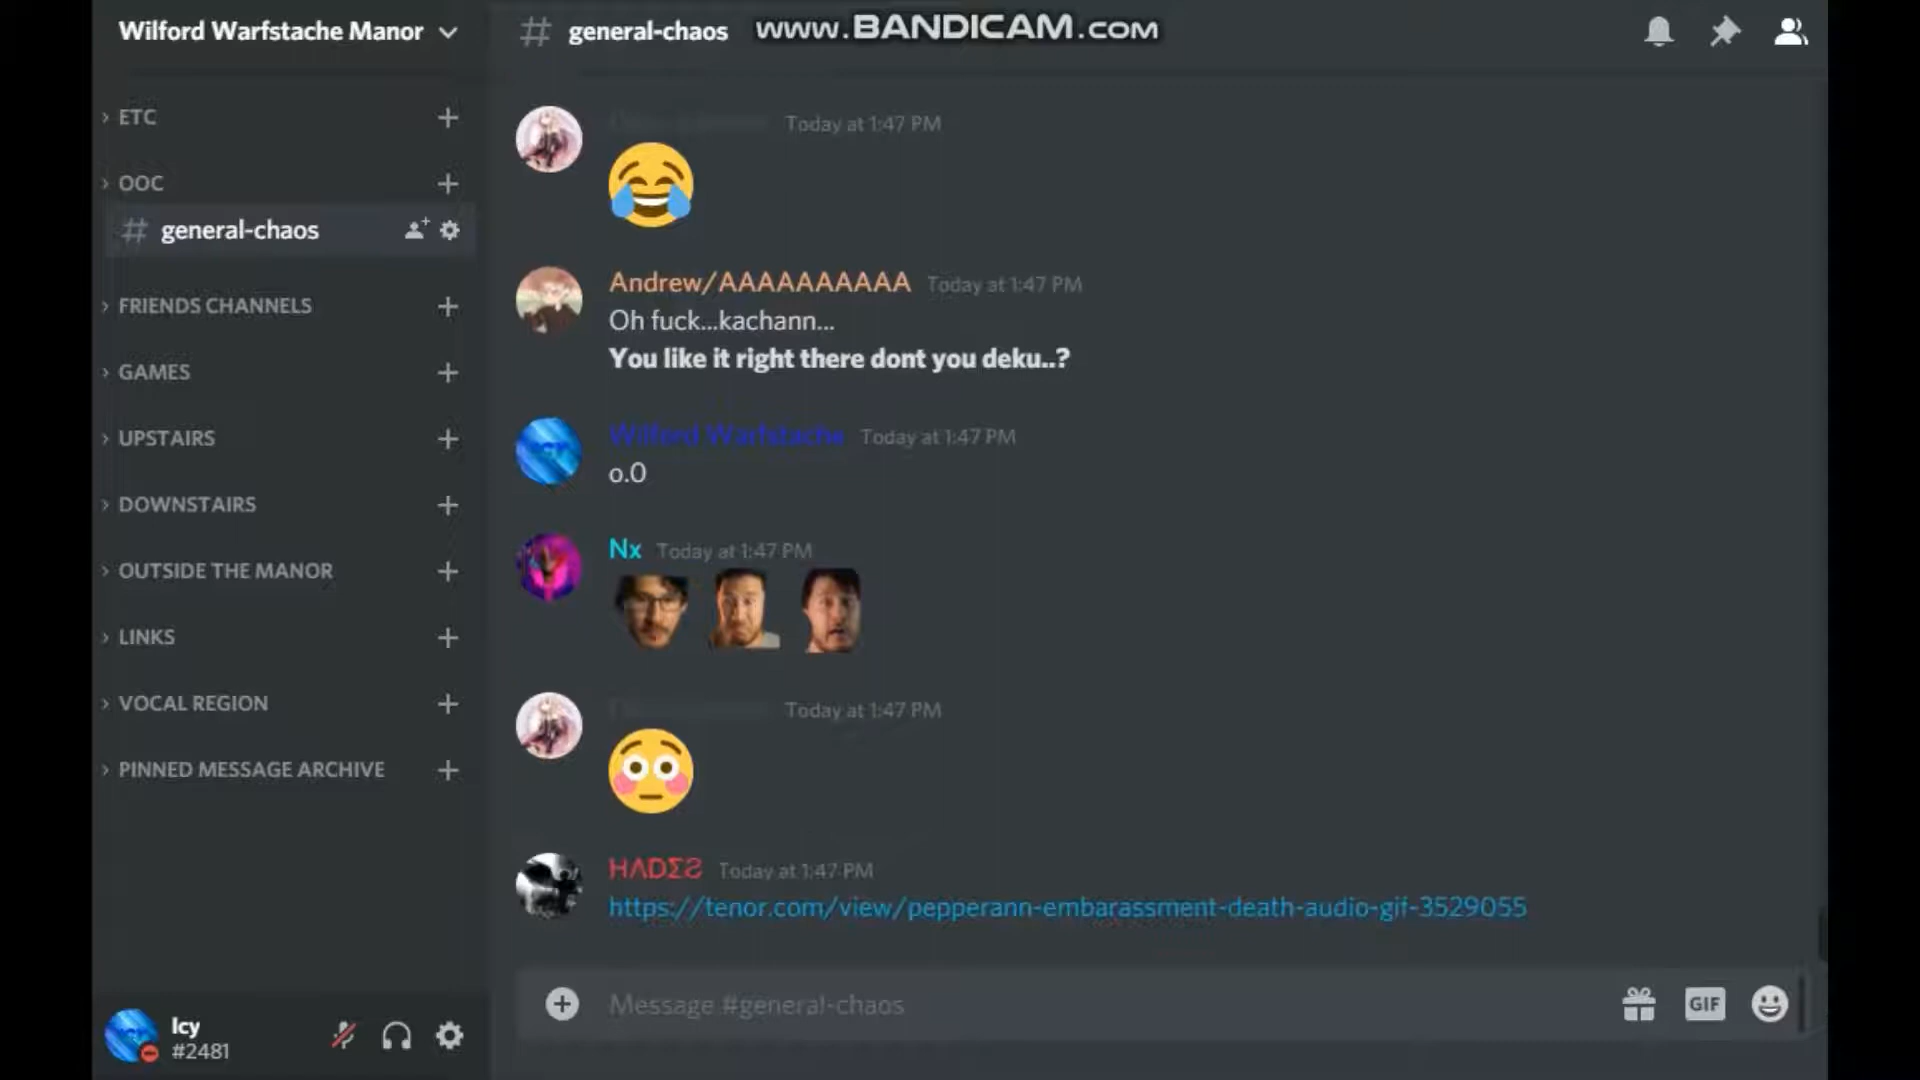 Wilford Warfstache Manor
# general-chaos
www.BANDICAM.com
ETC
OOC
# general-chaos
FRIENDS CHANNELS
GAMES
UPSTAIRS
DOWNSTAIRS
OUTSIDE THE MANOR
LINKS
VOCAL REGION
PINNED MESSAGE ARCHIVE
Icy
#2481
Today at 1:47 PM
Andrew/AAAAAAAAAA Today at 1:47 PM
Oh fuck...kachann...
You like it right there dont you deku..?
Wilford Warfstache Today at 1:47 PM
o.0
Nx Today at 1:47 PM
Today at 1:47 PM
HΛDΣƧ Today at 1:47 PM
https://tenor.com/view/pepperann-embarassment-death-audio-gif-3529055
Message #general-chaos
GIF